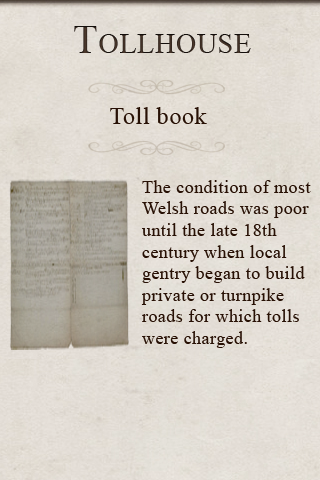 TOLLHOUSE
Toll book
The condition of most
Welsh roads was poor
until the late 18th
century when local
gentry began to build
private or turnpike
roads for which tolls
were charged.